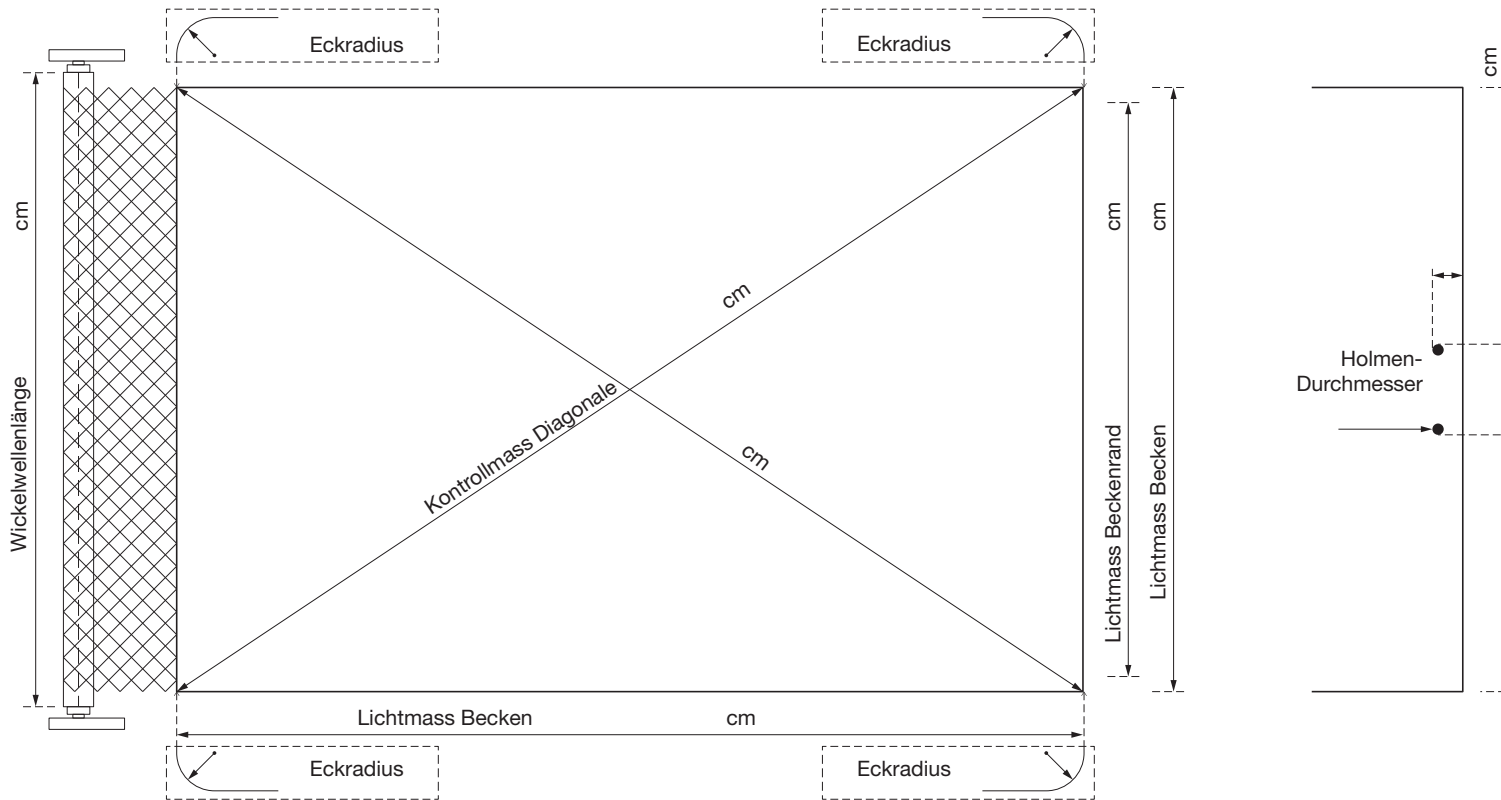 Eckradius
Eckradius
cm
cm
cm
cm
cm
Holmen-
Durchmesser
Wickelwellenlänge
Kontrollmass Diagonale
cm
Lichtmass Beckenrand
Lichtmass Becken
Lichtmass Becken cm
Eckradius
Eckradius